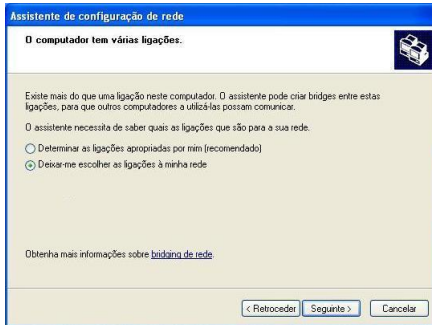 Assistente de configuração de rede
O computador tem várias ligações.
Existe mais do que uma ligação neste computador. O assistente pode criar bridges entre estas
ligações, para que outros computadores a utilizá-las possam comunicar.
O assistente necessita de saber quais as ligações que são para a sua rede.
Determinar as ligações apropriadas por mim (recomendado)
Deixar-me escolher as ligações à minha rede
Obtenha mais informações sobre bridging de rede.
< Retroceder Seguinte > Cancelar